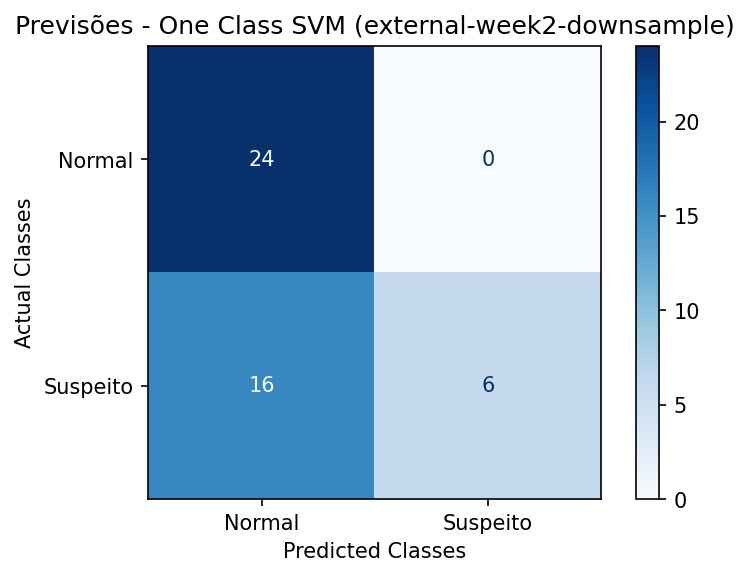 Previsões - One Class SVM (external-week2-downsample)
Normal
24
0
20
15
Actual Classes
10
Suspeito
16
6
5
0
Normal
Suspeito
Predicted Classes